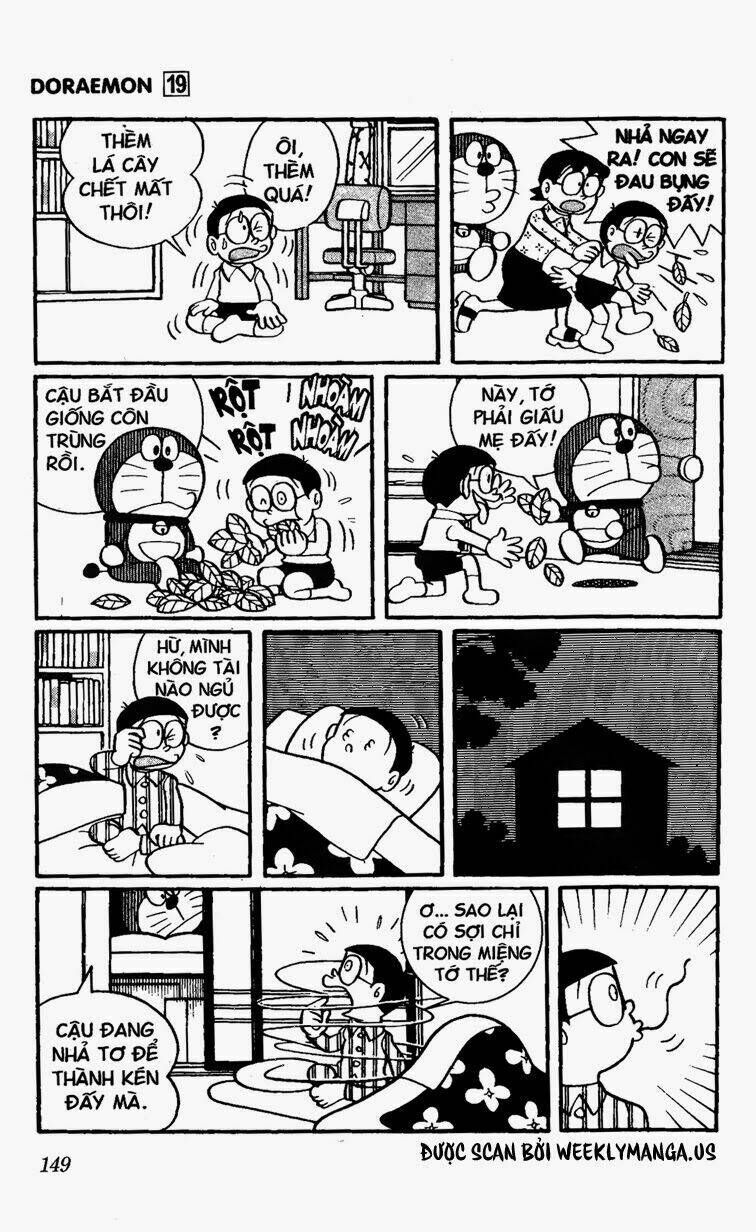 DORAEMON 19
THỀM
LÁ CÂY
CHẾT MẤT
THÔI!
ÔI,
THỀM
QUÁ!
NHẢ NGAY
RA! CON SẼ
ĐAU BỤNG
ĐẤY!
CẬU BẮT ĐẦU
GIỐNG CÔN
TRÙNG
RỒI.
RỘT
RỘT
NHOÀM
NHOÀM
NÀY, TỚ
PHẢI GIẤU
MẸ ĐẤY!
HỪ, MÌNH
KHÔNG TÀI
NÀO NGỦ
ĐƯỢC
?
Ơ... SAO LẠI
CÓ SỢI CHỈ
TRONG MIỆNG
TỚ THẾ?
CẬU ĐANG
NHẢ TƠ ĐỂ
THÀNH KÉN
ĐẤY MÀ.
149
ĐƯỢC SCAN BỞI WEEKLYMANGA.US